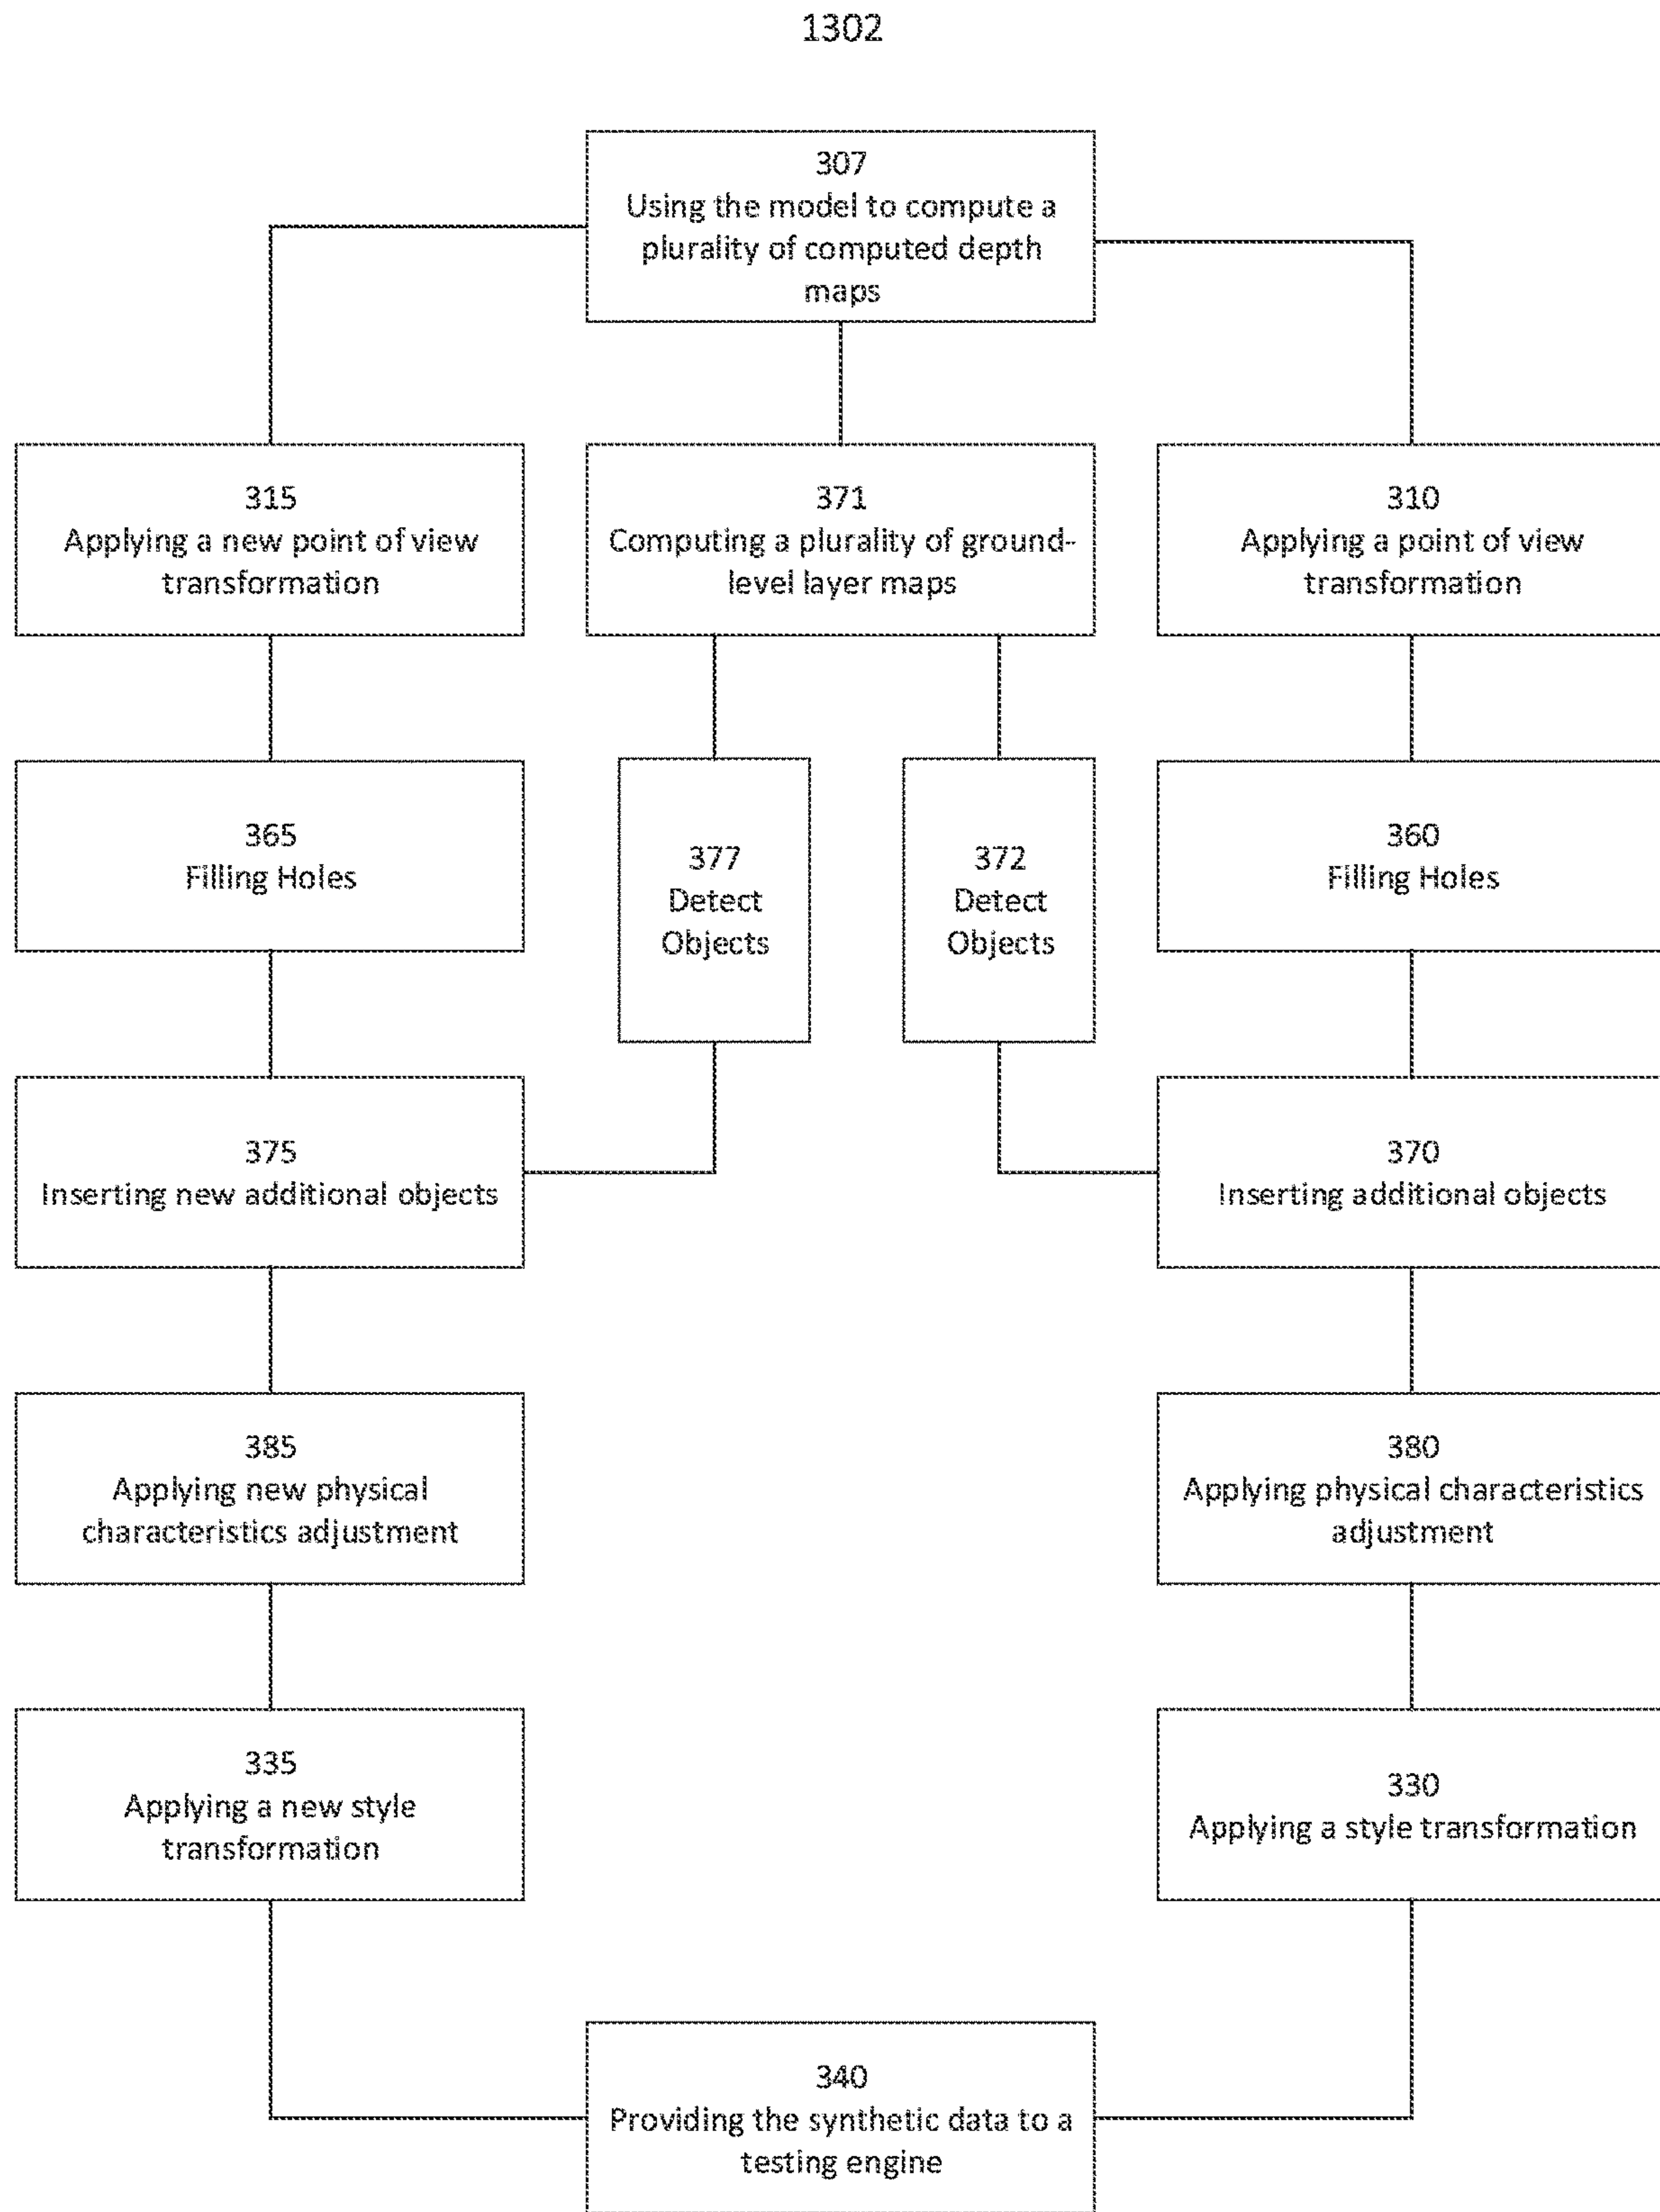 1302
307
Using the model to compute a
plurality of computed depth
maps
315
Applying a new point of view
transformation
371
Computing a plurality of ground-
level layer maps
310
Applying a point of view
transformation
365
Filling Holes
377
Detect
Objects
372
Detect
Objects
360
Filling Holes
375
Inserting new additional objects
370
Inserting additional objects
385
Applying new physical
characteristics adjustment
380
Applying physical characteristics
adjustment
335
Applying a new style
transformation
330
Applying a style transformation
340
Providing the synthetic data to a
testing engine